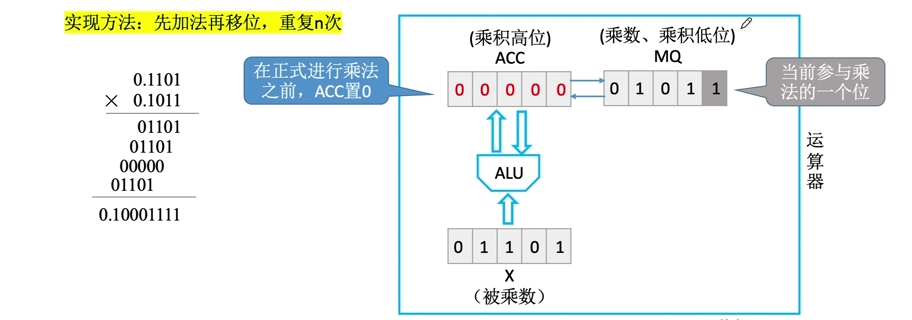 实现方法：先加法再移位，重复n次
0.1101
× 0.1011
01101
01101
00000
01101
0.10001111
在正式进行乘法
之前，ACC置0
(乘积高位)
ACC
0 0 0 0 0
(乘数、乘积低位)
MQ
0 1 0 1 1
当前参与乘
法的一个位
ALU
0 1 1 0 1
X
（被乘数）
运
算
器